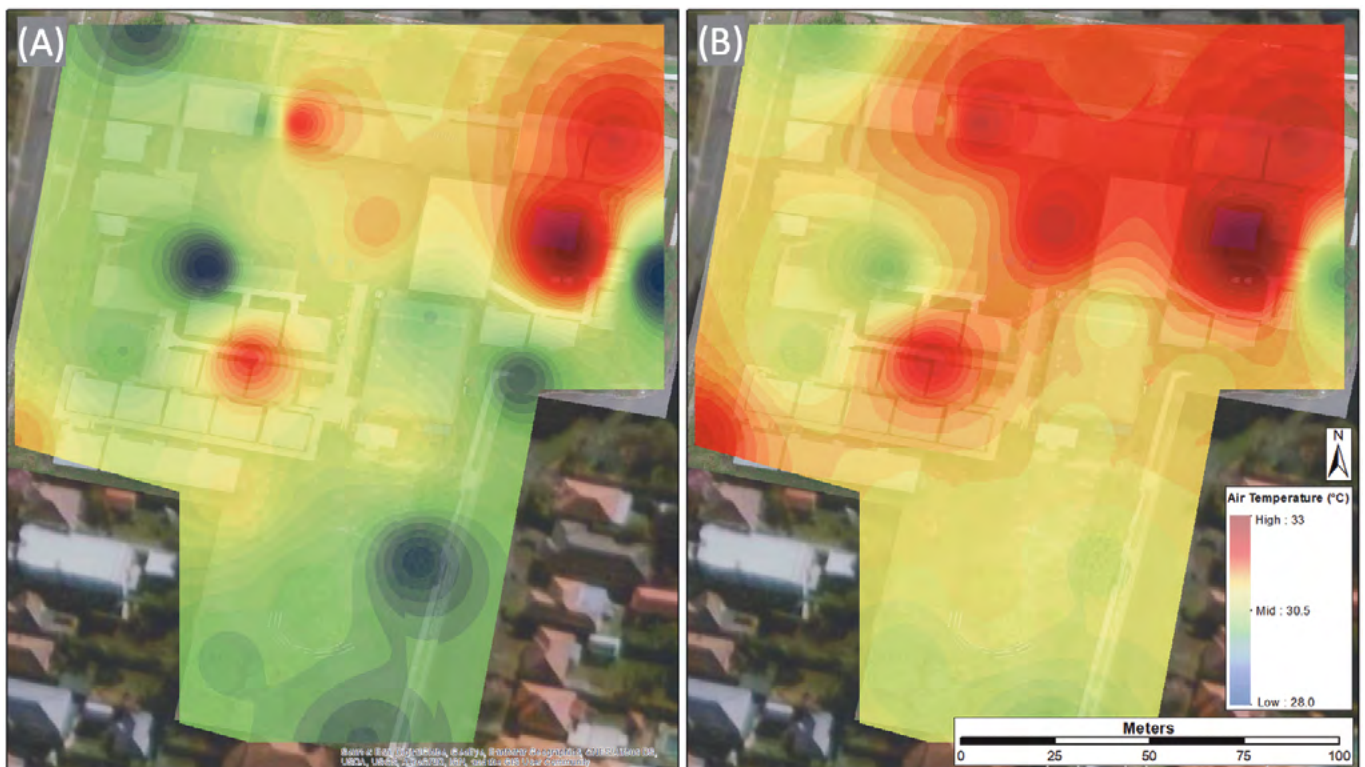 (A)
(B)
N
Air Temperature (°C)
High : 33
Mid : 30.5
Low : 28.0
Meters
0 25 50 75 100